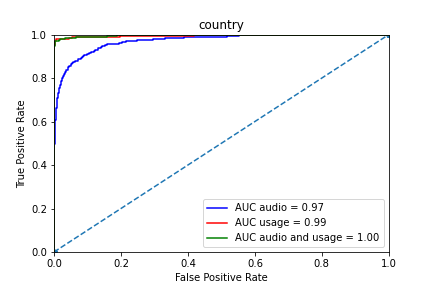 country
1.0
0.8
0.6
0.4
0.2
0.0
True Positive Rate
AUC audio = 0.97
AUC usage = 0.99
AUC audio and usage = 1.00
0.0 0.2 0.4 0.6 0.8 1.0
False Positive Rate